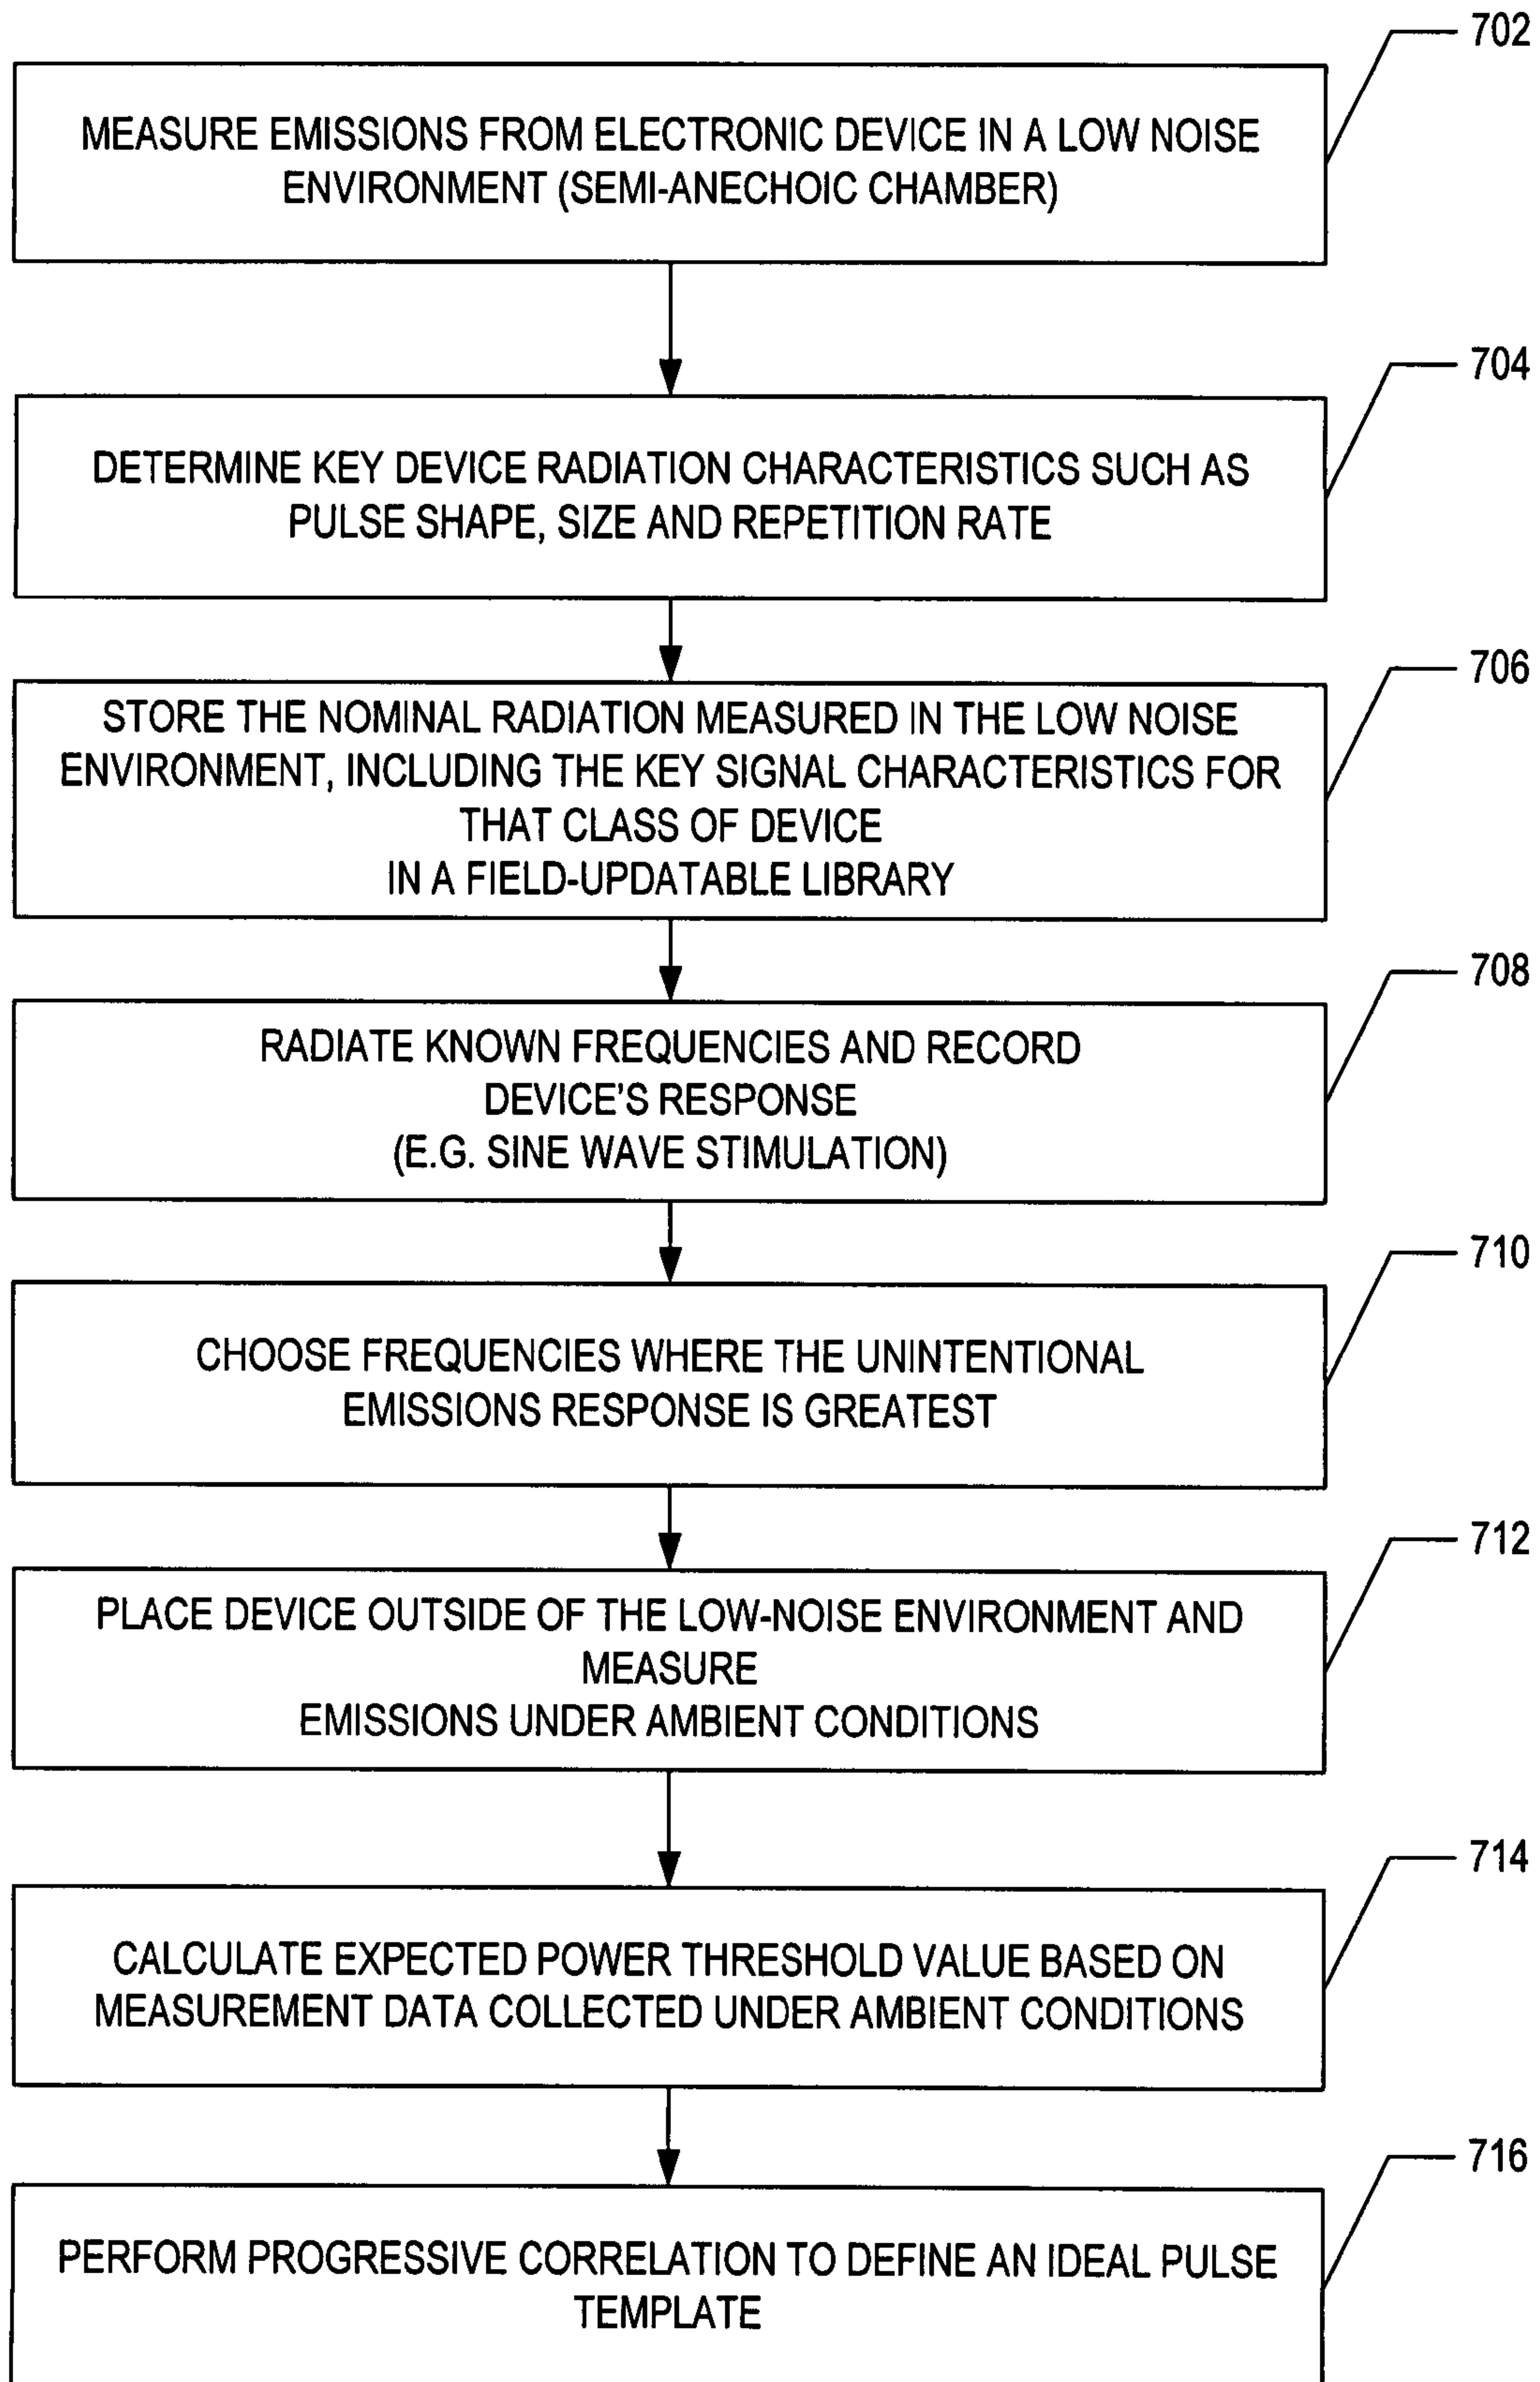 702
MEASURE EMISSIONS FROM ELECTRONIC DEVICE IN A LOW NOISE
ENVIRONMENT (SEMI-ANECHOIC CHAMBER)
704
DETERMINE KEY DEVICE RADIATION CHARACTERISTICS SUCH AS
PULSE SHAPE, SIZE AND REPETITION RATE
706
STORE THE NOMINAL RADIATION MEASURED IN THE LOW NOISE
ENVIRONMENT, INCLUDING THE KEY SIGNAL CHARACTERISTICS FOR
THAT CLASS OF DEVICE
IN A FIELD-UPDATABLE LIBRARY
708
RADIATE KNOWN FREQUENCIES AND RECORD
DEVICE'S RESPONSE
(E.G. SINE WAVE STIMULATION)
710
CHOOSE FREQUENCIES WHERE THE UNINTENTIONAL
EMISSIONS RESPONSE IS GREATEST
712
PLACE DEVICE OUTSIDE OF THE LOW-NOISE ENVIRONMENT AND
MEASURE
EMISSIONS UNDER AMBIENT CONDITIONS
714
CALCULATE EXPECTED POWER THRESHOLD VALUE BASED ON
MEASUREMENT DATA COLLECTED UNDER AMBIENT CONDITIONS
716
PERFORM PROGRESSIVE CORRELATION TO DEFINE AN IDEAL PULSE
TEMPLATE